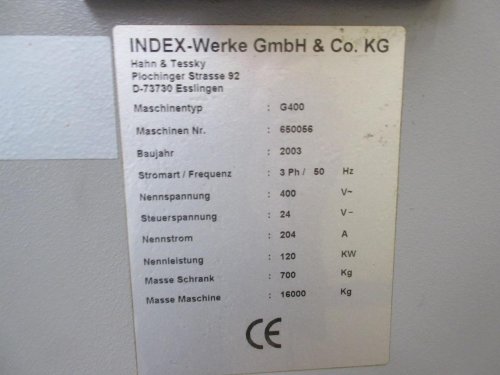 INDEX-Werke GmbH & Co. KG
Hahn & Tessky
Plochinger Strasse 92
D-73730 Esslingen
Maschinentyp : G400
Maschinen Nr. : 650056
Baujahr : 2003
Stromart / Frequenz : 3 Ph / 50 Hz
Nennspannung : 400 V~
Steuerspannung : 24 V-
Nennstrom : 204 A
Nennleistung : 120 KW
Masse Schrank : 700 Kg
Masse Maschine : 16000 Kg
CE